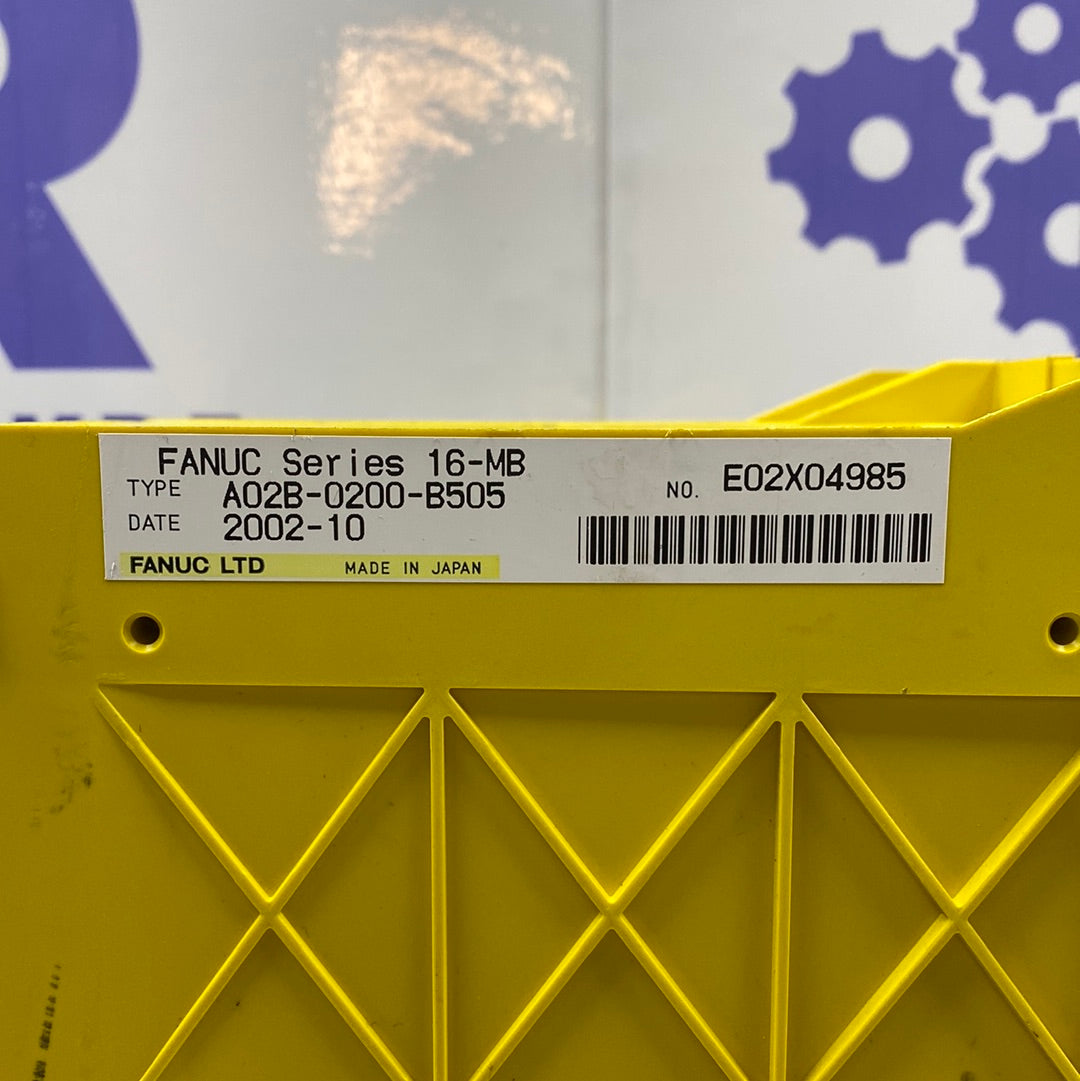 R
FANUC Series 16-MB
TYPE A02B-0200-B505
NO. E02X04985
DATE 2002-10
FANUC LTD MADE IN JAPAN